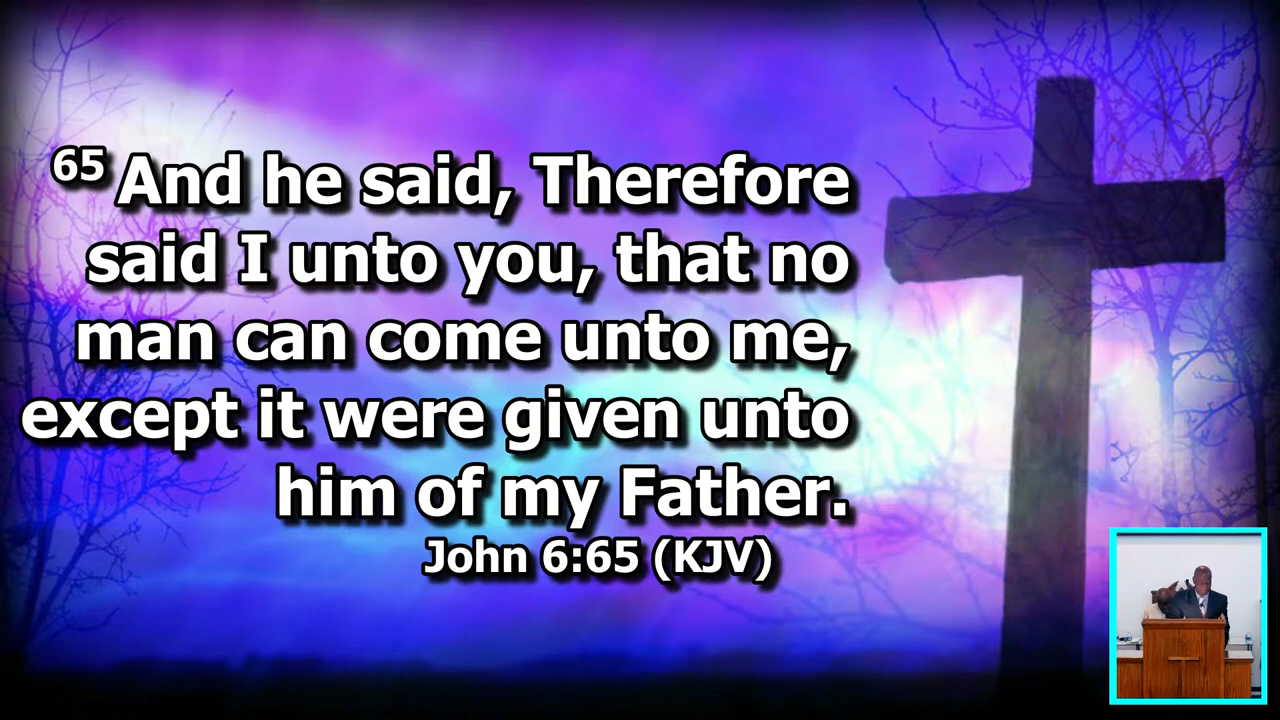 65 And he said, Therefore
said I unto you, that no
man can come unto me,
except it were given unto
him of my Father.
John 6:65 (KJV)